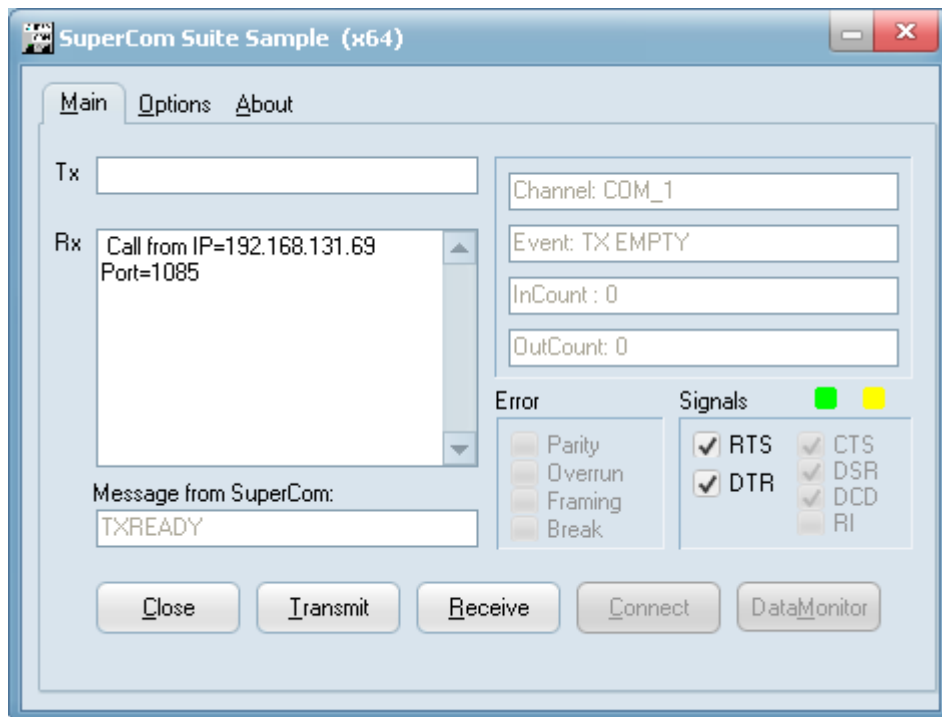 SuperCom Suite Sample (x64)
Main Options About
Tx
Channel: COM_1
Rx
Call from IP=192.168.131.69
Port=1085
Event: TX EMPTY
InCount : 0
OutCount: 0
Error
Parity
Overrun
Framing
Break
Signals
RTS
DTR
CTS
DSR
DCD
RI
Message from SuperCom:
TXREADY
Close Transmit Receive Connect DataMonitor